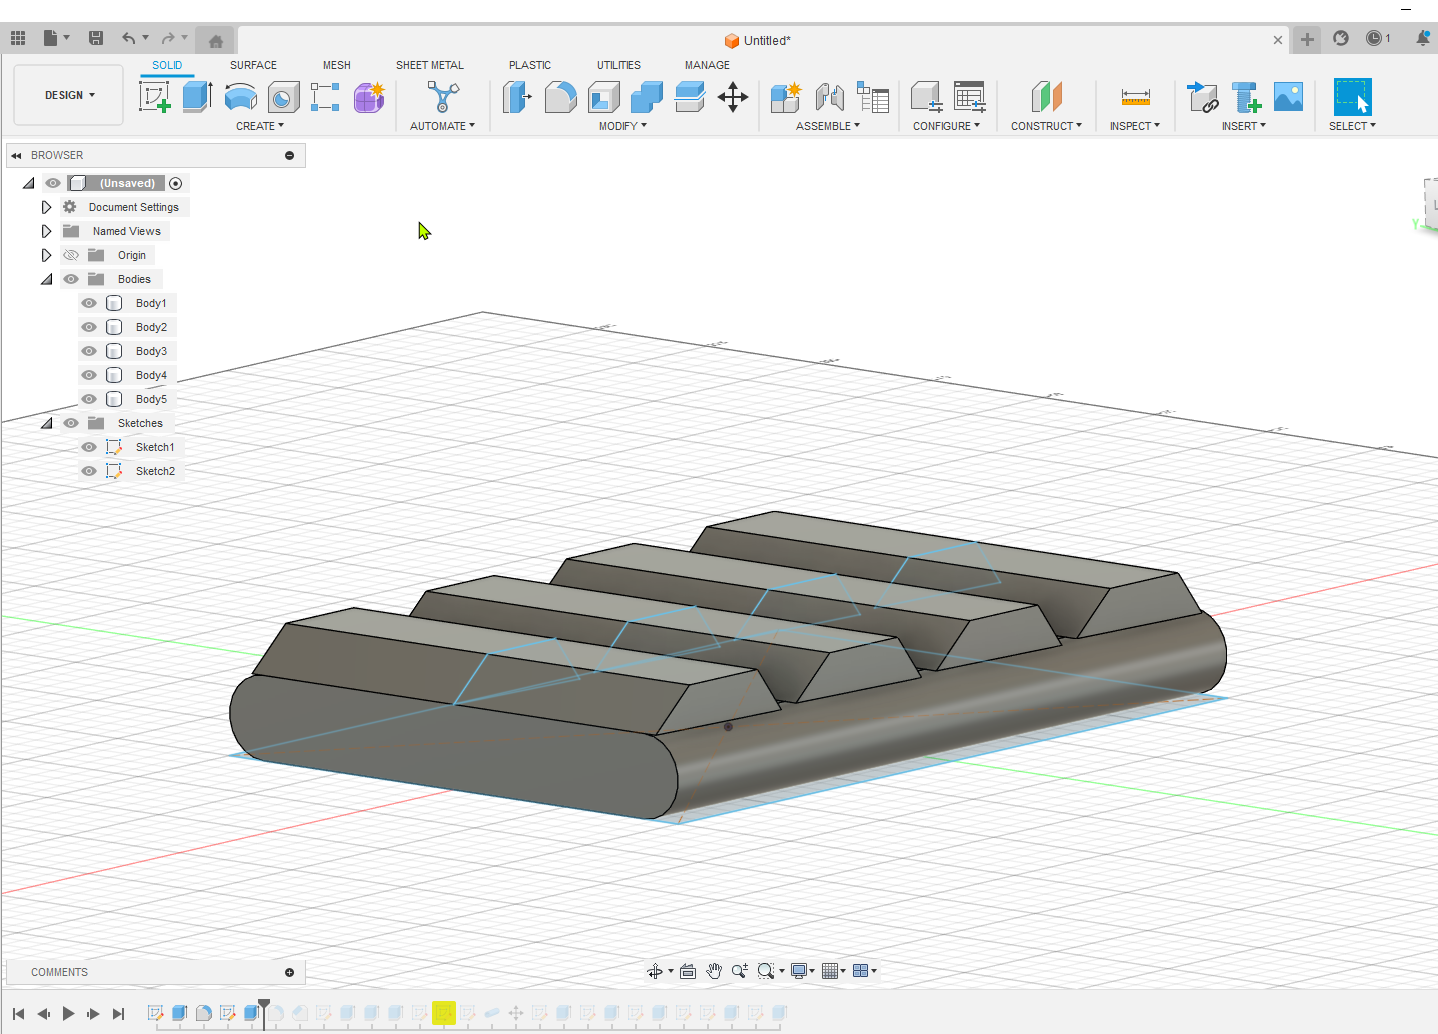 Untitled*
1
DESIGN
SOLID
SURFACE
MESH
SHEET METAL
PLASTIC
UTILITIES
MANAGE
CREATE
AUTOMATE
MODIFY
ASSEMBLE
CONFIGURE
CONSTRUCT
INSPECT
INSERT
SELECT
BROWSER
(Unsaved)
Document Settings
Named Views
Origin
Bodies
Body1
Body2
Body3
Body4
Body5
Sketches
Sketch1
Sketch2
Y
COMMENTS